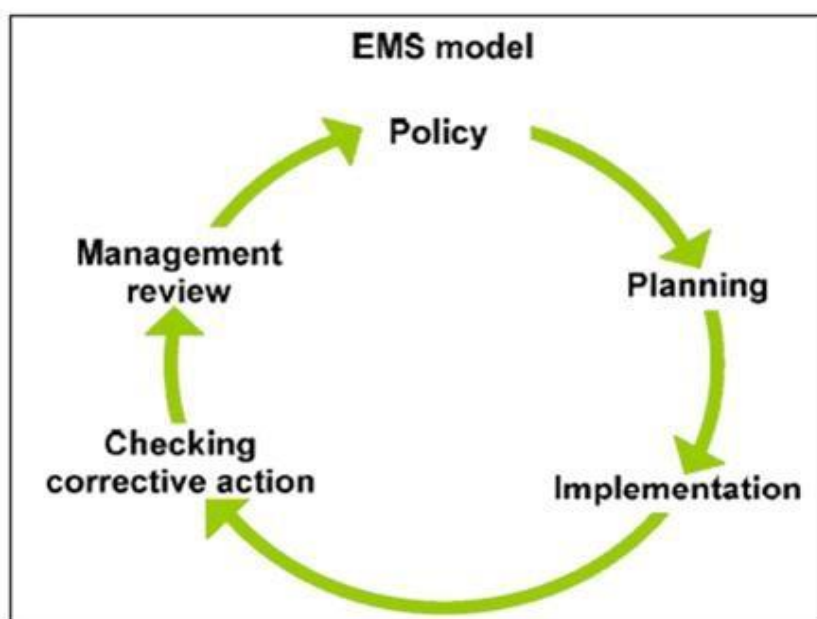 EMS model
Policy
Planning
Implementation
Checking
corrective action
Management
review